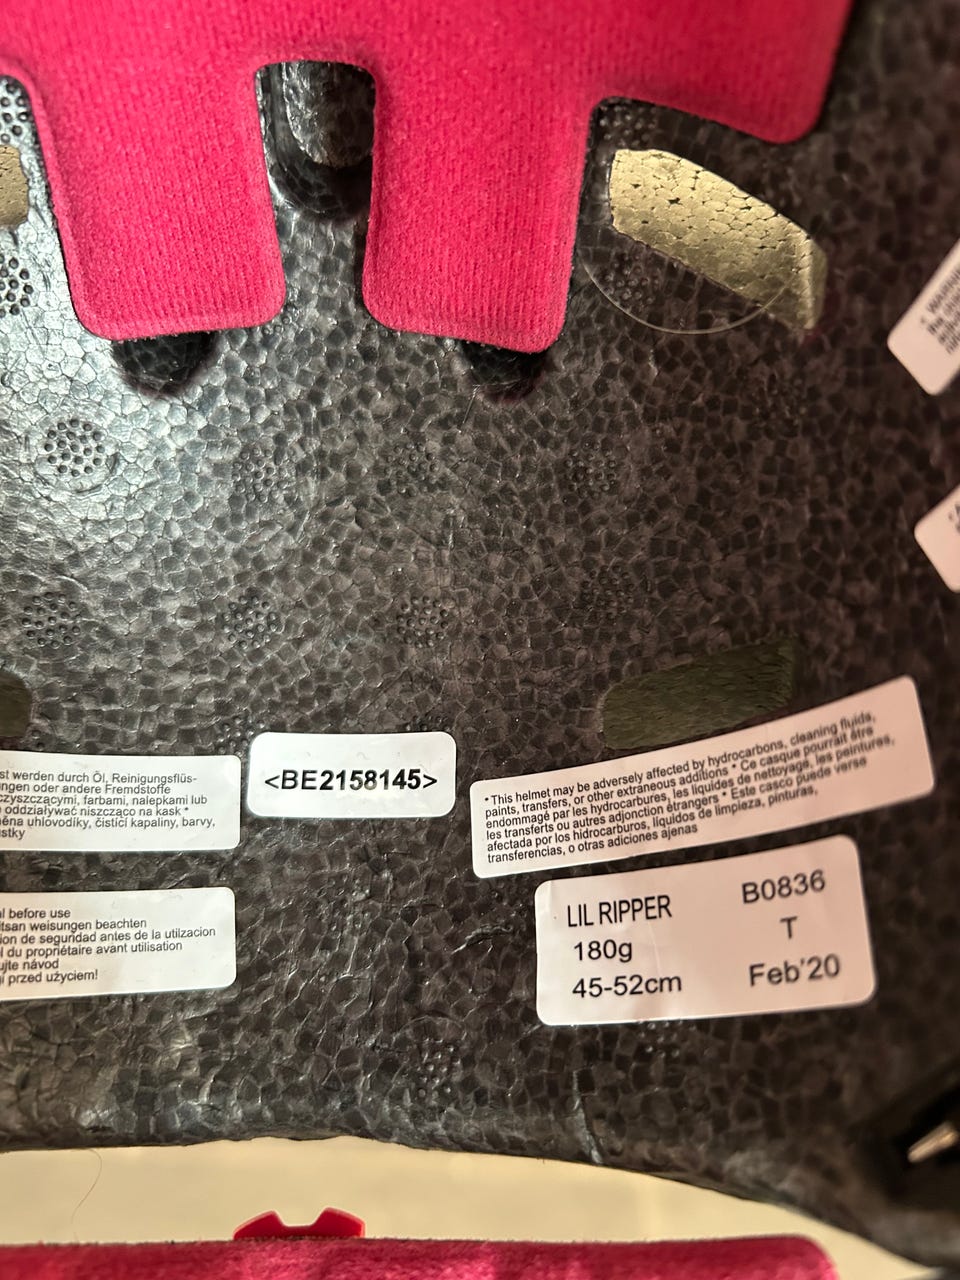 st werden durch Öl, Reinigungsflüs-
ngen oder andere Fremdstoffe
czyszczącymi, farbami, nalepkami lub
oddziaływać niszcząco na kask *
ěna uhlovodíky, čisticí kapaliny, barvy,
stky
<BE2158145>
* This helmet may be adversely affected by hydrocarbons, cleaning fluids,
paints, transfers, or other extraneous additions * Ce casque pourrait être
endommagé par les hydrocarbures, les liquides de nettoyage, les peintures,
les transferts ou autres adjonction étrangers * Este casco puede verse
afectada por los hidrocarburos, líquidos de limpieza, pinturas,
transferencias, o otras adiciones ajenas
l before use
itsan weisungen beachten
ion de seguridad antes de la utilizacion
l du propriétaire avant utilisation
ujte návod
i przed użyciem!
LIL RIPPER
180g
45-52cm
B0836
T
Feb'20